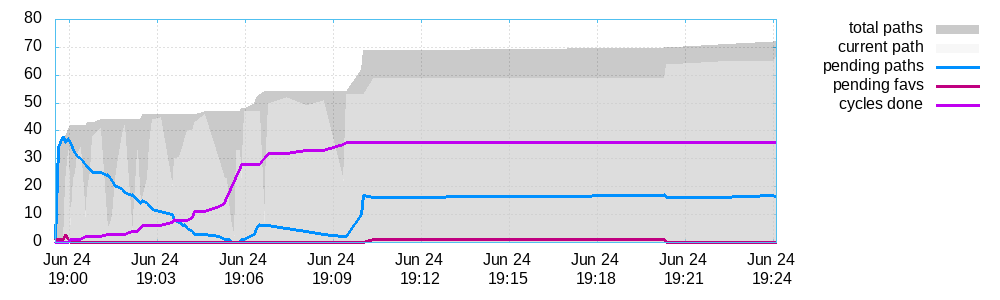 80
70
60
50
40
30
20
10
0
Jun 24 Jun 24 Jun 24 Jun 24 Jun 24 Jun 24 Jun 24 Jun 24 Jun 24
19:00 19:03 19:06 19:09 19:12 19:15 19:18 19:21 19:24
total paths
current path
pending paths
pending favs
cycles done